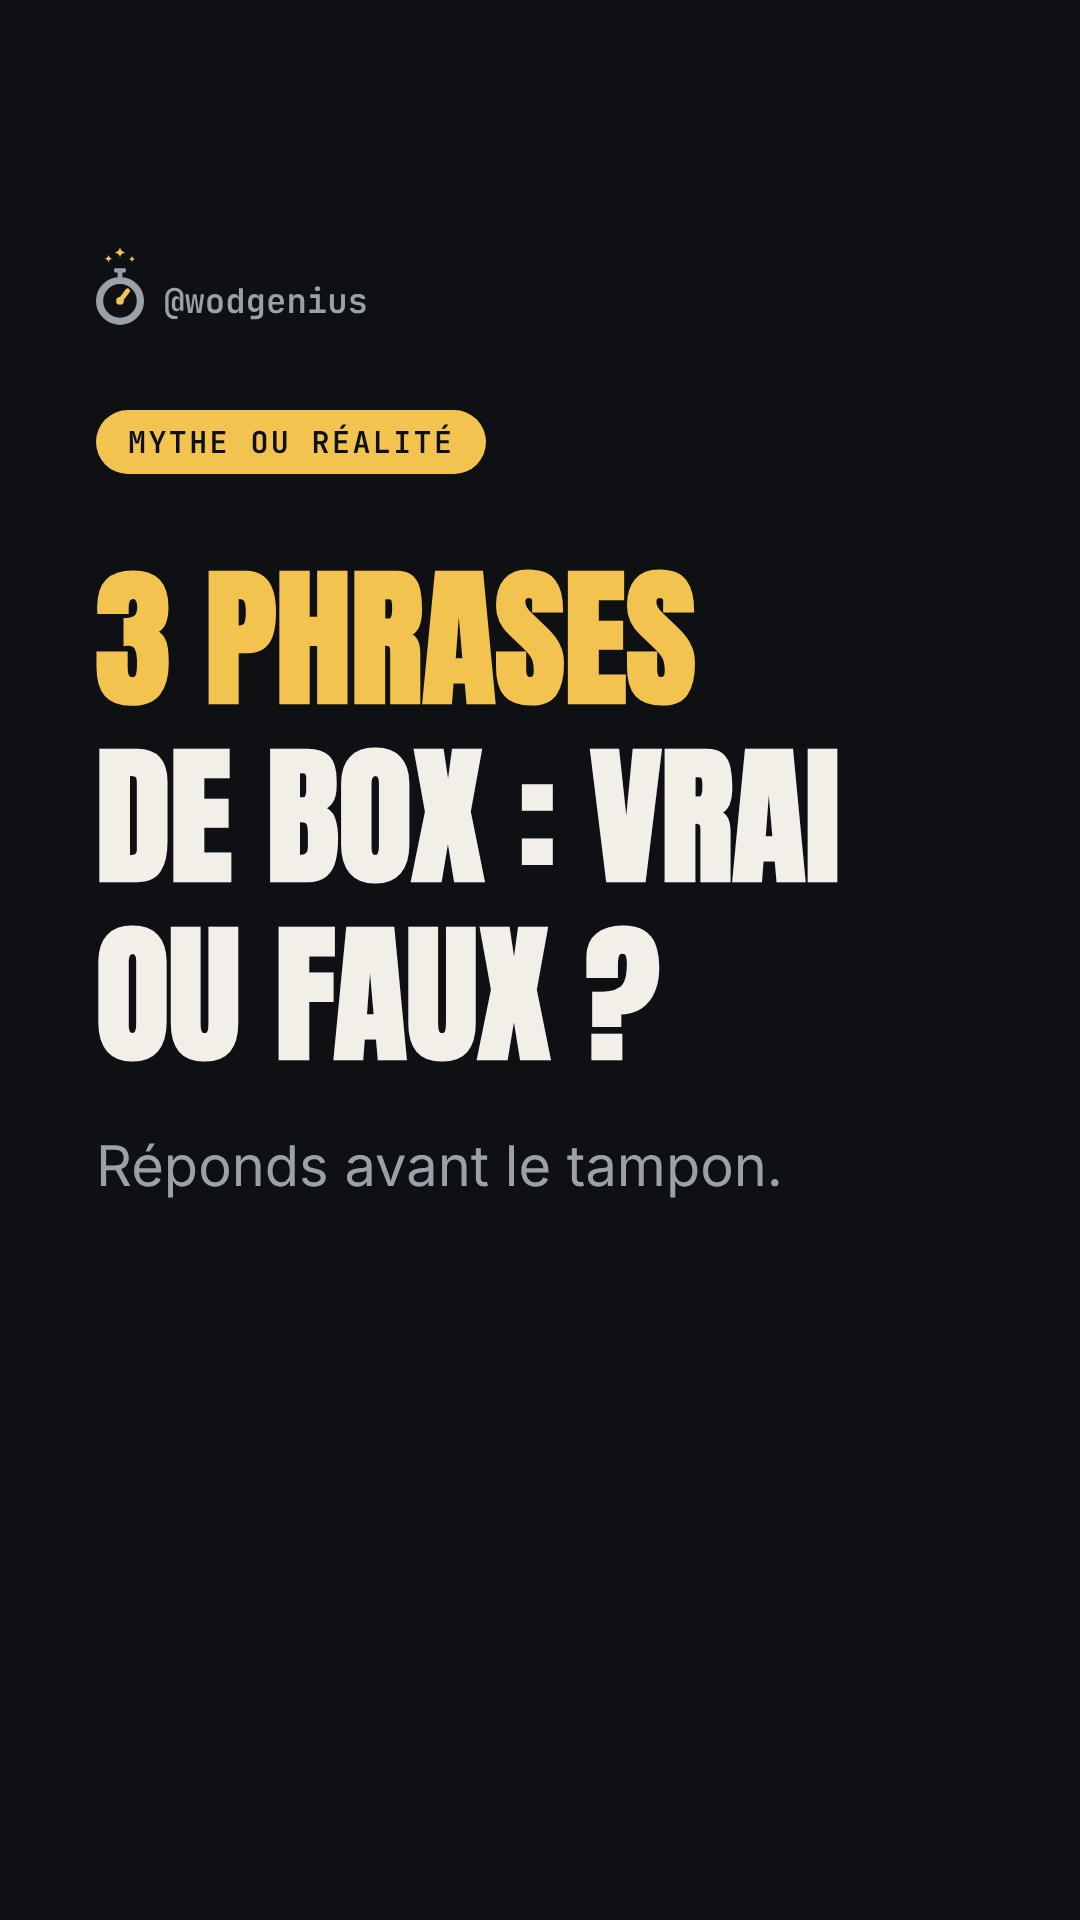 @wodgenius
MYTHE OU RÉALITÉ
3 PHRASES
DE BOX : VRAI
OU FAUX ?
Réponds avant le tampon.